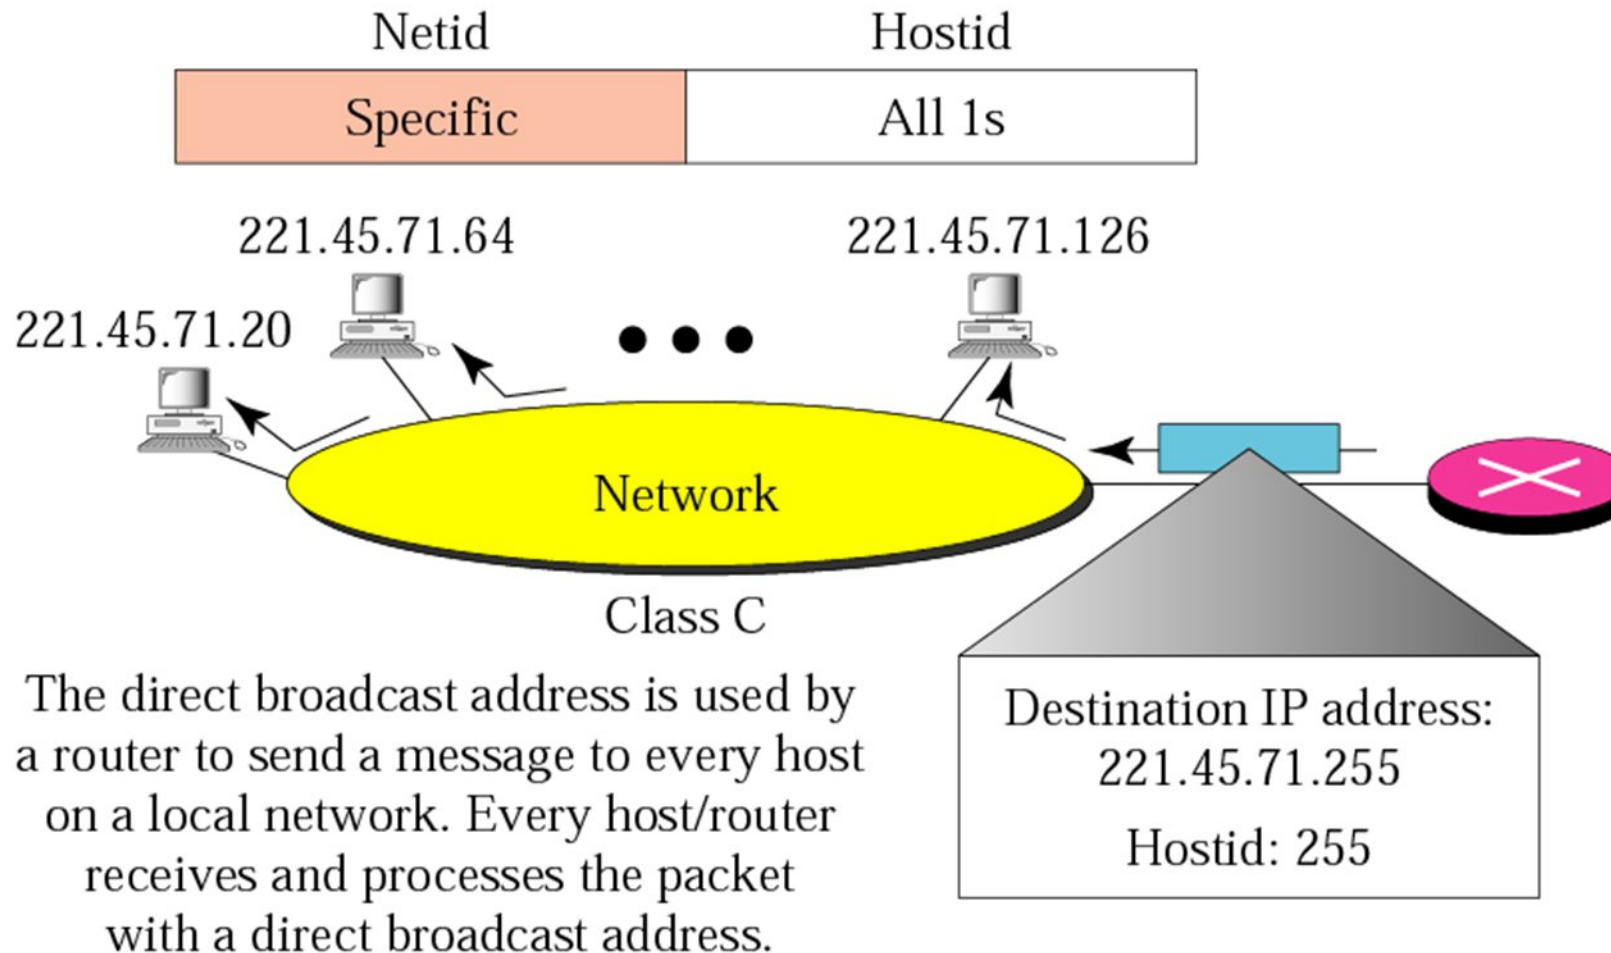 Netid
Hostid
Specific
All 1s
221.45.71.64
221.45.71.126
221.45.71.20
Network
Class C
The direct broadcast address is used by
a router to send a message to every host
on a local network. Every host/router
receives and processes the packet
with a direct broadcast address.
Destination IP address:
221.45.71.255
Hostid: 255